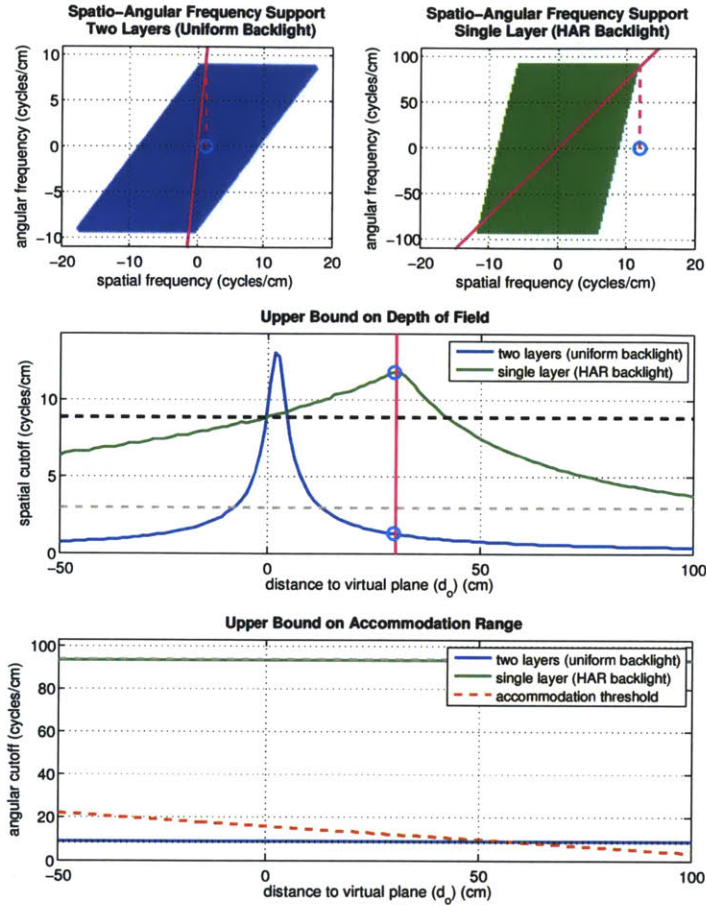 Spatio−Angular Frequency Support
Two Layers (Uniform Backlight)
angular frequency (cycles/cm)
10
5
0
−5
−10
−20
−10
0
10
20
spatial frequency (cycles/cm)
Spatio−Angular Frequency Support
Single Layer (HAR Backlight)
angular frequency (cycles/cm)
100
50
0
−50
−100
−20
−10
0
10
20
spatial frequency (cycles/cm)
Upper Bound on Depth of Field
spatial cutoff (cycles/cm)
10
5
0
−50
0
50
100
two layers (uniform backlight)
single layer (HAR backlight)
distance to virtual plane (do) (cm)
Upper Bound on Accommodation Range
angular cutoff (cycles/cm)
100
80
60
40
20
0
−50
0
50
100
two layers (uniform backlight)
single layer (HAR backlight)
accommodation threshold
distance to virtual plane (do) (cm)